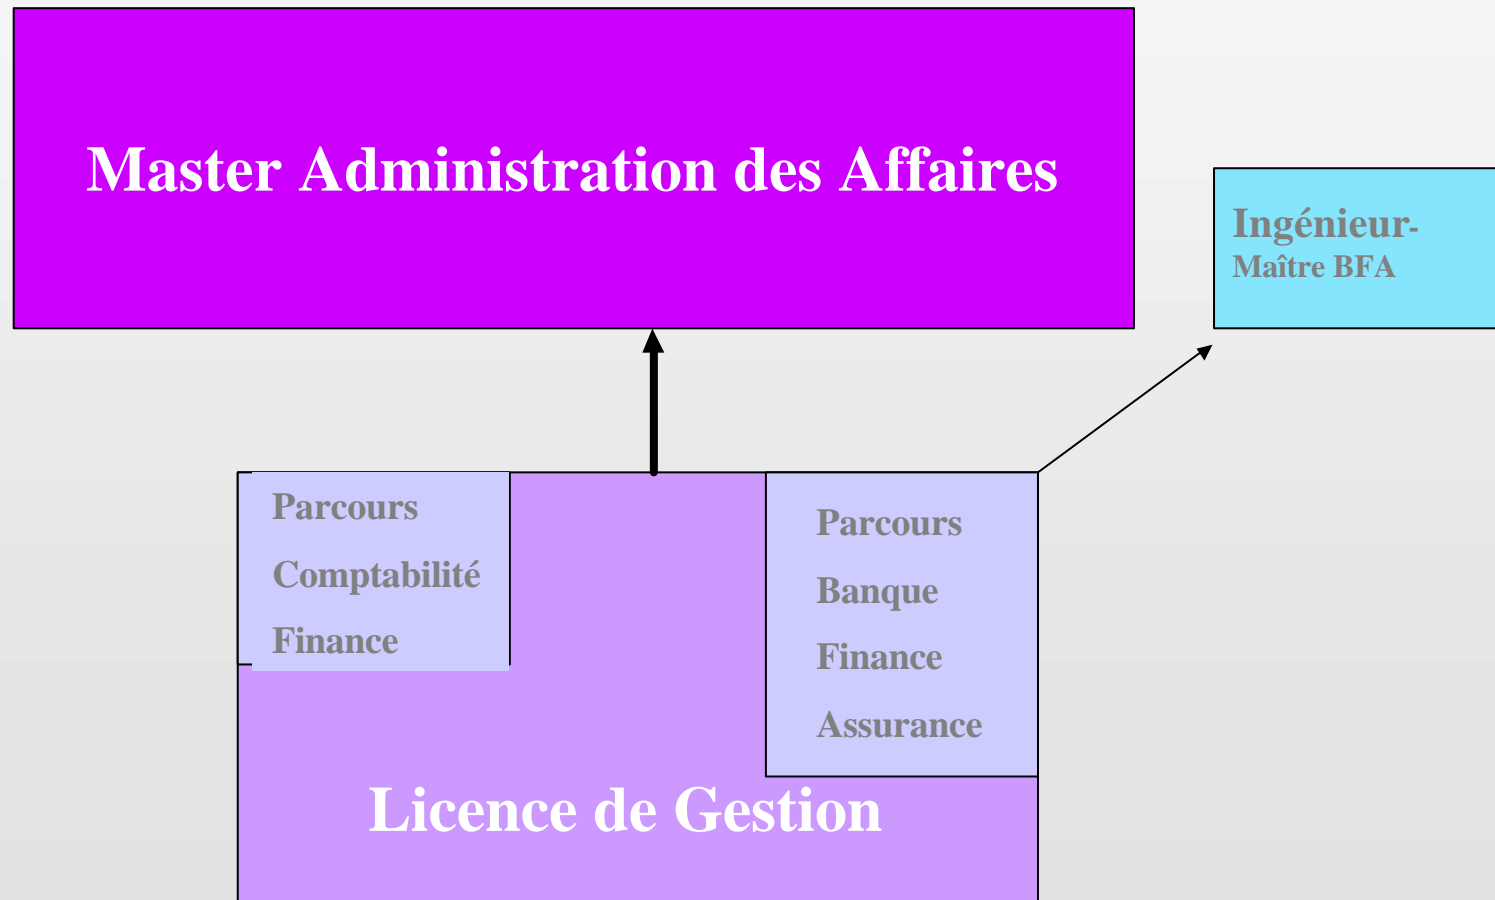 Master Administration des Affaires
Ingénieur-
Maître BFA
Parcours
Comptabilité
Finance
Parcours
Banque
Finance
Assurance
Licence de Gestion